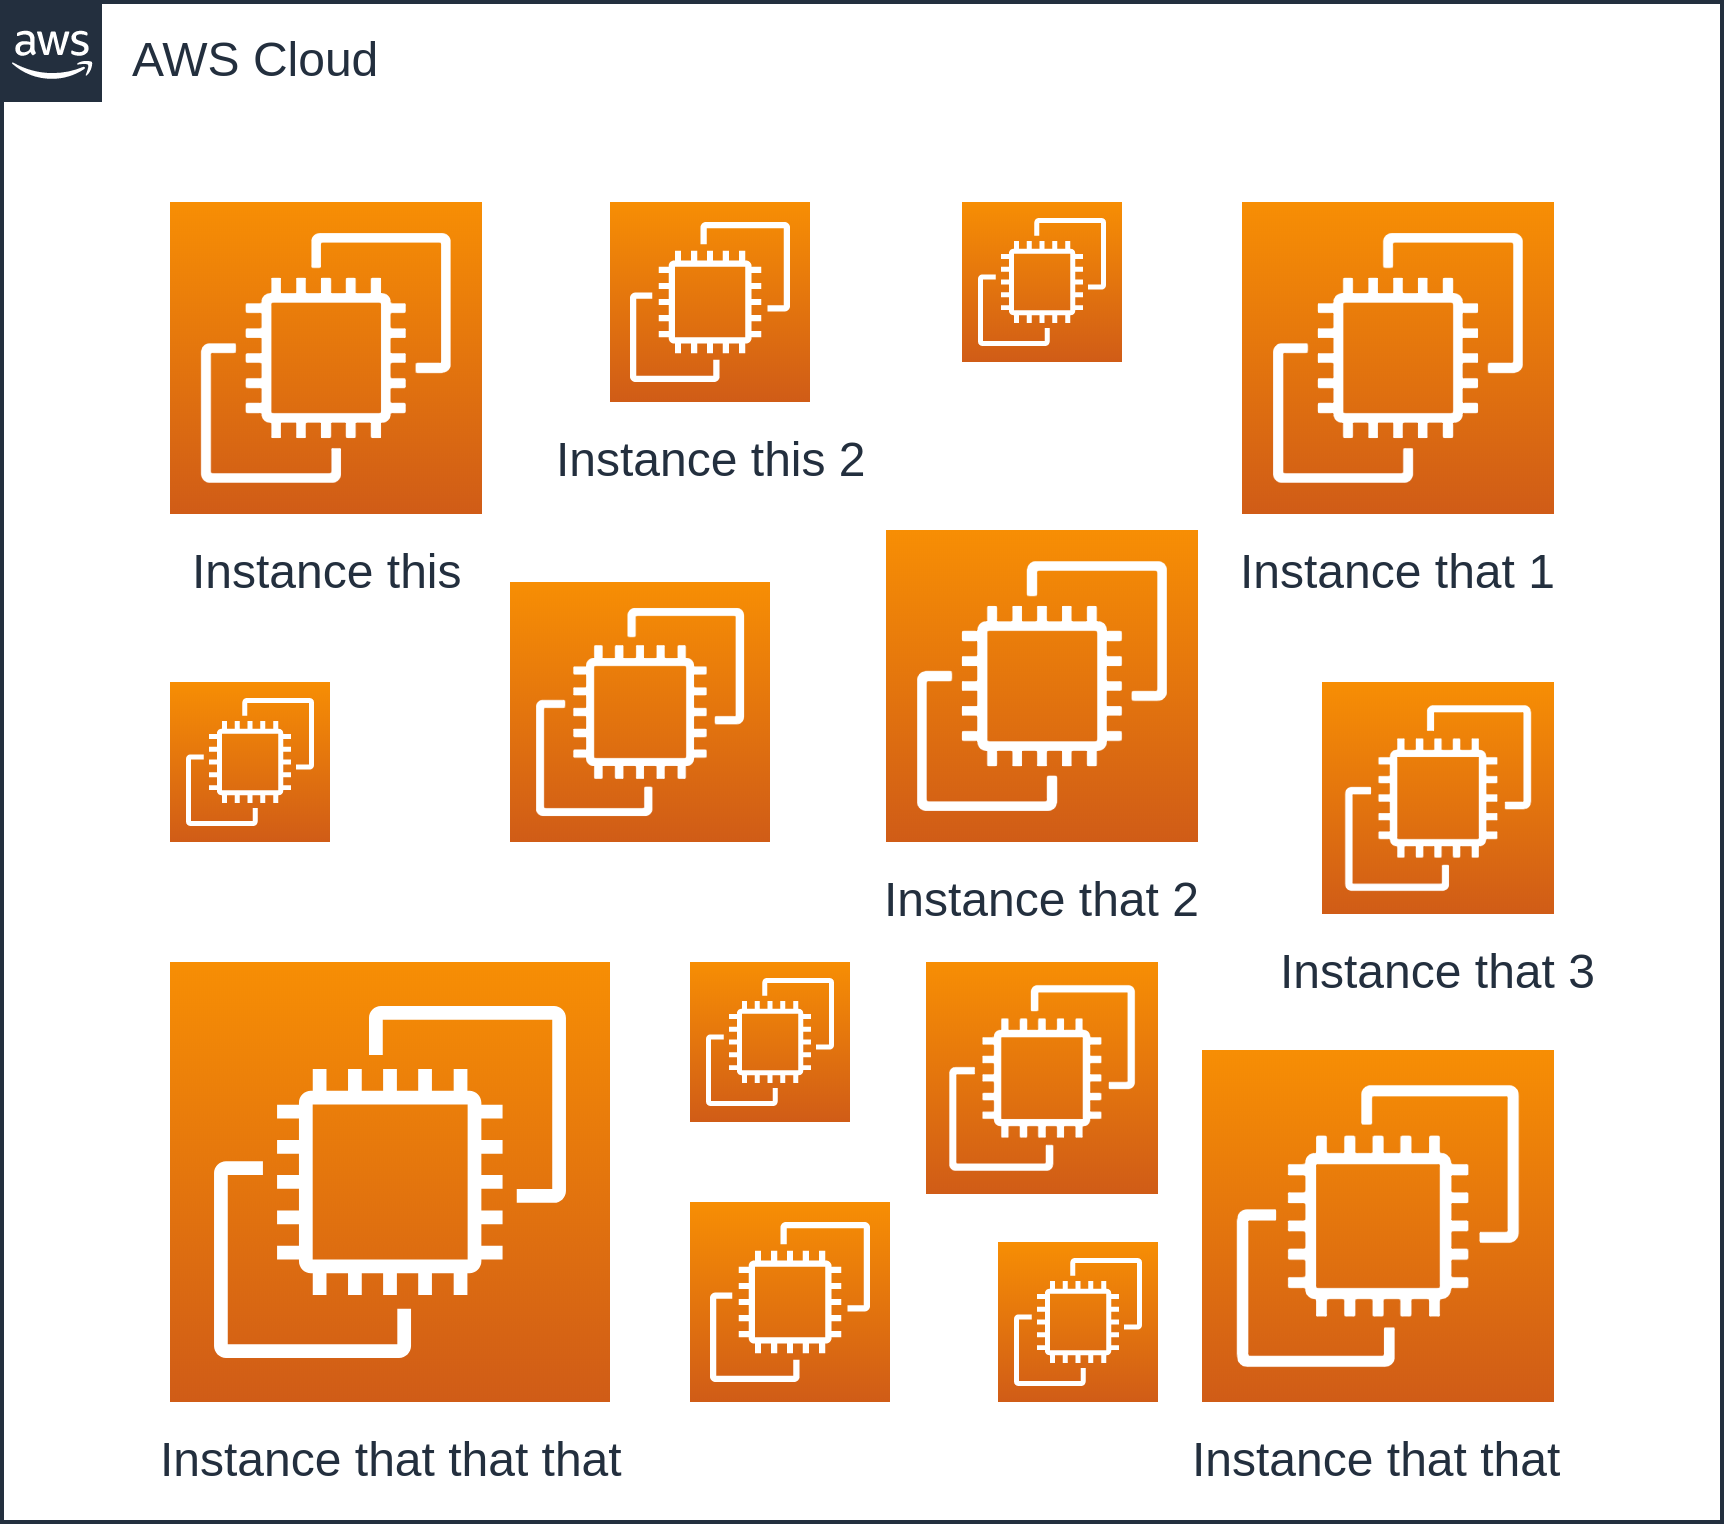 aws
AWS Cloud
Instance this 2
Instance this
Instance that 1
Instance that 2
Instance that 3
Instance that that that
Instance that that